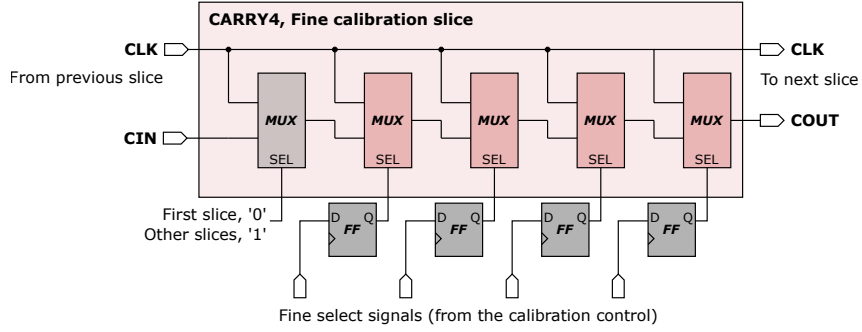 CARRY4, Fine calibration slice
CLK
CLK
From previous slice
To next slice
MUX
MUX
MUX
MUX
MUX
CIN
COUT
SEL
SEL
SEL
SEL
SEL
First slice, '0'
Other slices, '1'
D Q
FF
D Q
FF
D Q
FF
D Q
FF
Fine select signals (from the calibration control)